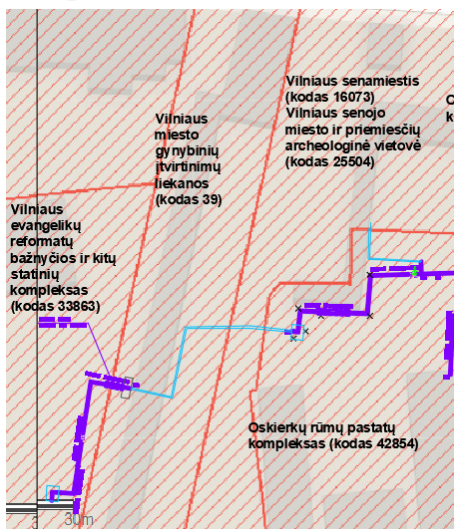 Vilniaus senamiestis
(kodas 16073)
Vilniaus senojo
miesto ir priemiesčių
archeologinė vietovė
(kodas 25504)
O
k
Vilniaus
miesto
gynybinių
įtvirtinimų
liekanos
(kodas 39)
Vilniaus
evangelikų
reformatų
bažnyčios ir kitų
statinių
kompleksas
(kodas 33863)
Oskierkų rūmų pastatų
kompleksas (kodas 42854)
3 30m